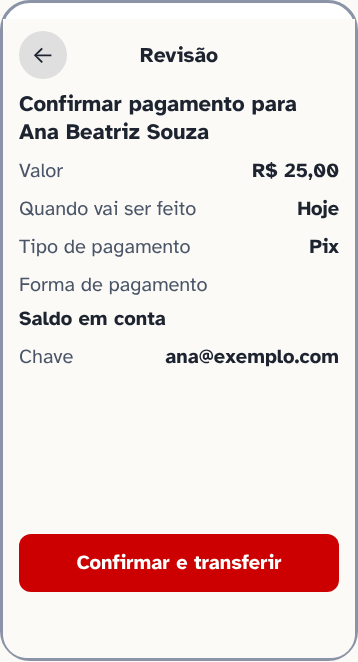 Revisão
Confirmar pagamento para
Ana Beatriz Souza
Valor R$ 25,00
Quando vai ser feito Hoje
Tipo de pagamento Pix
Forma de pagamento
Saldo em conta
Chave ana@exemplo.com
Confirmar e transferir